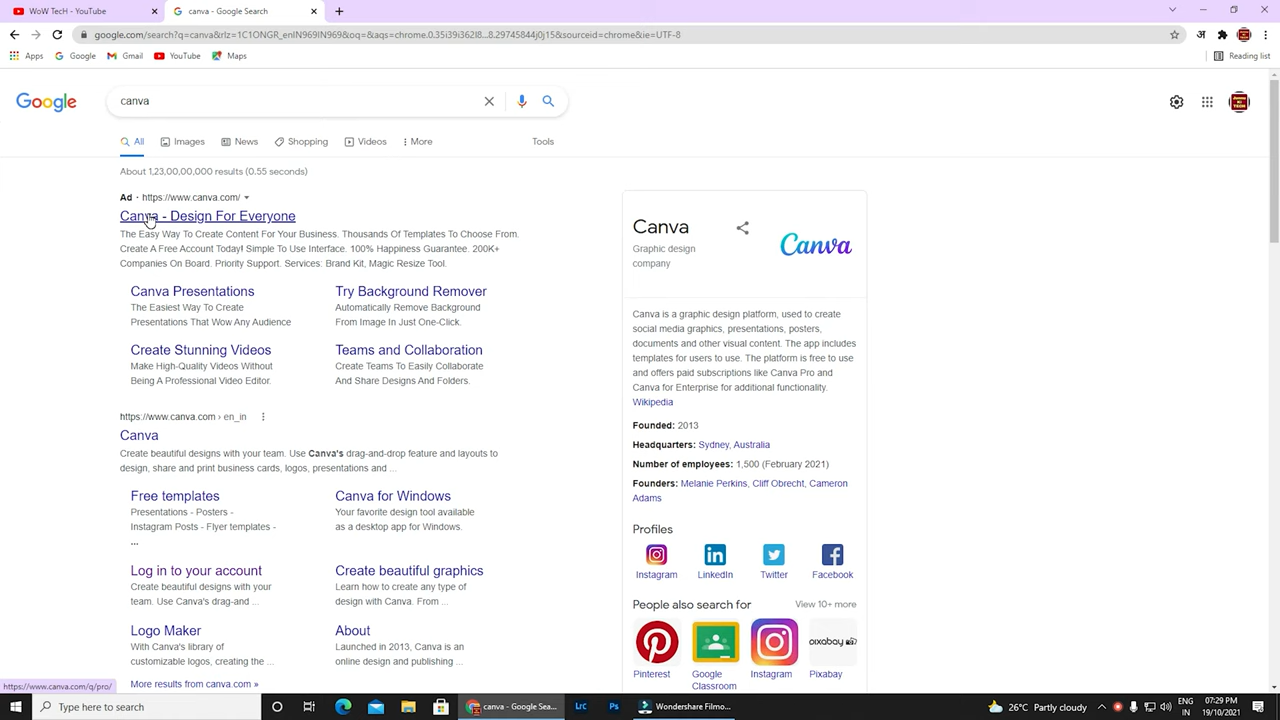 WoW TecH - YouTube
canva - Google Search
google.com/search?q=canva&rlz=1C1ONGR_enIN969IN969&oq=&aqs=chrome.0.35i39i362l8...8.29745844j0j15&sourceid=chrome&ie=UTF-8
Apps
Google
Gmail
YouTube
Maps
Reading list
Google
canva
All
Images
News
Shopping
Videos
More
Tools
About 1,23,00,00,000 results (0.55 seconds)
Ad · https://www.canva.com/
Canva - Design For Everyone
The Easy Way To Create Content For Your Business. Thousands Of Templates To Choose From.
Create A Free Account Today! Simple To Use Interface. 100% Happiness Guarantee. 200K+
Companies On Board. Priority Support. Services: Brand Kit, Magic Resize Tool.
Canva Presentations
The Easiest Way To Create
Presentations That Wow Any Audience
Try Background Remover
Automatically Remove Background
From Image In Just One-Click.
Create Stunning Videos
Make High-Quality Videos Without
Being A Professional Video Editor.
Teams and Collaboration
Create Teams To Easily Collaborate
And Share Designs And Folders.
https://www.canva.com › en_in
Canva
Create beautiful designs with your team. Use Canva's drag-and-drop feature and layouts to
design, share and print business cards, logos, presentations and ...
Free templates
Presentations - Posters -
Instagram Posts - Flyer templates -
...
Canva for Windows
Your favorite design tool available
as a desktop app for Windows.
Log in to your account
Create beautiful designs with your
team. Use Canva's drag-and ...
Create beautiful graphics
Learn how to create any type of
design with Canva. From ...
Logo Maker
With Canva's library of
customizable logos, creating the ...
About
Launched in 2013, Canva is an
online design and publishing ...
More results from canva.com »
https://www.canva.com/q/pro/
Canva
Graphic design
company
Canva
Canva is a graphic design platform, used to create
social media graphics, presentations, posters,
documents and other visual content. The app includes
templates for users to use. The platform is free to use
and offers paid subscriptions like Canva Pro and
Canva for Enterprise for additional functionality.
Wikipedia
Founded: 2013
Headquarters: Sydney, Australia
Number of employees: 1,500 (February 2021)
Founders: Melanie Perkins, Cliff Obrecht, Cameron
Adams
Profiles
Instagram
LinkedIn
Twitter
Facebook
People also search for
View 10+ more
pixabay
Pinterest
Google
Classroom
Instagram
Pixabay
Type here to search
canva - Google Sea...
Lrc
Ps
Wondershare Filmo...
26°C Partly cloudy
ENG
IN
07:29 PM
19/10/2021